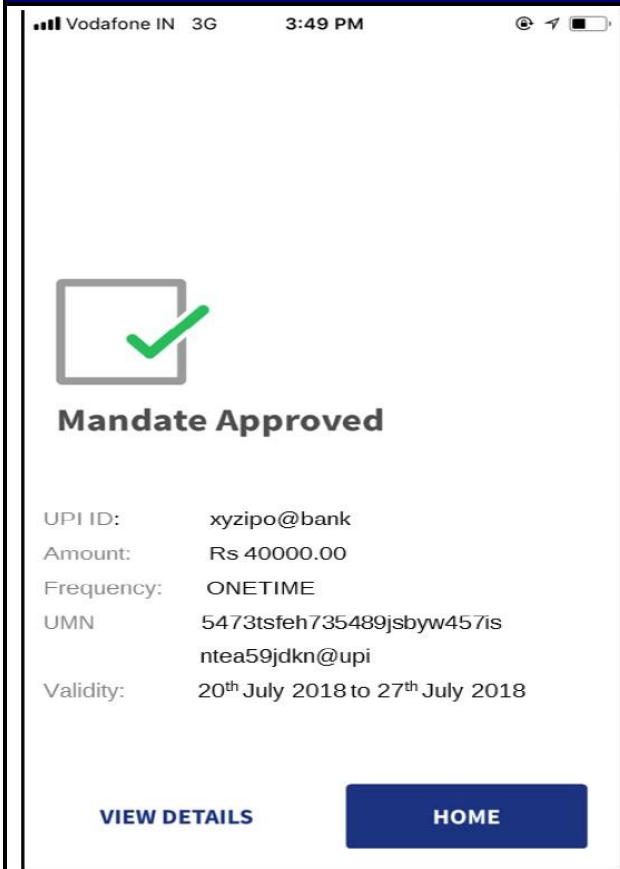 Vodafone IN 3G 3:49 PM
Mandate Approved
UPI ID: xyzipo@bank
Amount: Rs 40000.00
Frequency: ONETIME
UMN 5473tsfeh735489jsbyw457is
ntea59jdkn@upi
Validity: 20th July 2018 to 27th July 2018
VIEW DETAILS HOME